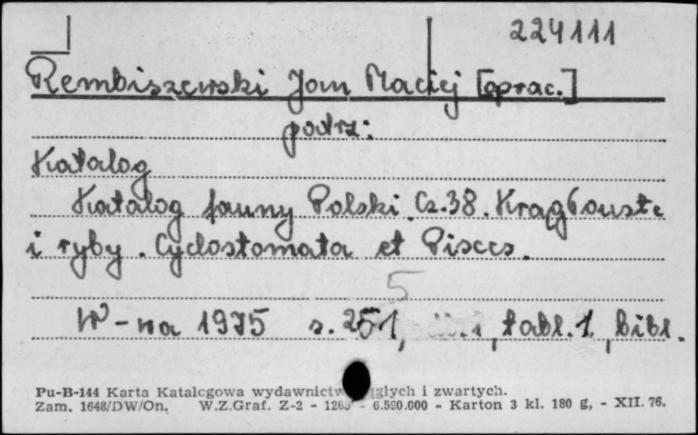 224111
Rembiszewski Jan Maciej [oprac.]
patrz:
Katalog
Katalog fauny Polski. Cz.38. Krągłouste
i ryby. Cyclostomata et Pisces.
5
W-wa 1975 s. 251, tabl. 1, bibl.
Pu-B-144 Karta Katalogowa wydawnictw ciągłych i zwartych.
Zam. 1648/DW/On. W.Z.Graf. Z-2 - 6.520.000 - Karton 3 kl. 180 g, - XII. 76.